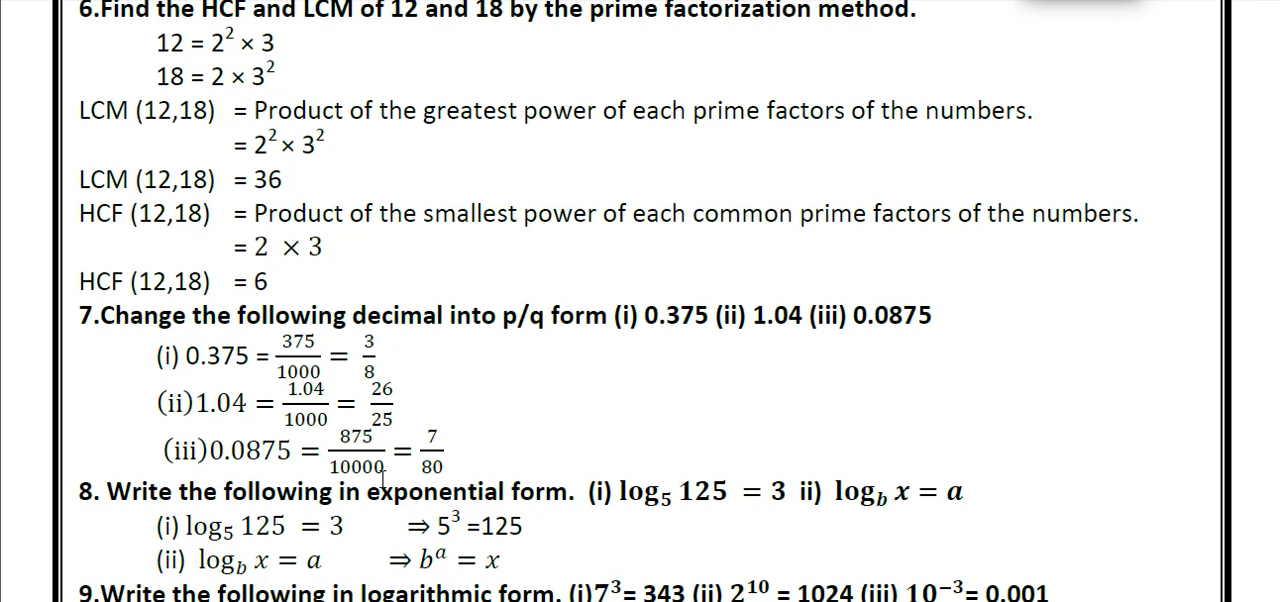 6.Find the HCF and LCM of 12 and 18 by the prime factorization method.
12 = 2² × 3
18 = 2 × 3²
LCM (12,18) = Product of the greatest power of each prime factors of the numbers.
= 2² × 3²
LCM (12,18) = 36
HCF (12,18) = Product of the smallest power of each common prime factors of the numbers.
= 2 × 3
HCF (12,18) = 6
7.Change the following decimal into p/q form (i) 0.375 (ii) 1.04 (iii) 0.0875
(i) 0.375 = 375/1000 = 3/8
(ii)1.04 = 1.04/1000 = 26/25
(iii)0.0875 = 875/10000 = 7/80
8. Write the following in exponential form. (i) log₅ 125 = 3 ii) log_b x = a
(i) log₅ 125 = 3 ⇒ 5³ =125
(ii) log_b x = a ⇒ bᵃ = x
9.Write the following in logarithmic form. (i)7³= 343 (ii) 2¹⁰ = 1024 (iii) 10⁻³= 0.001